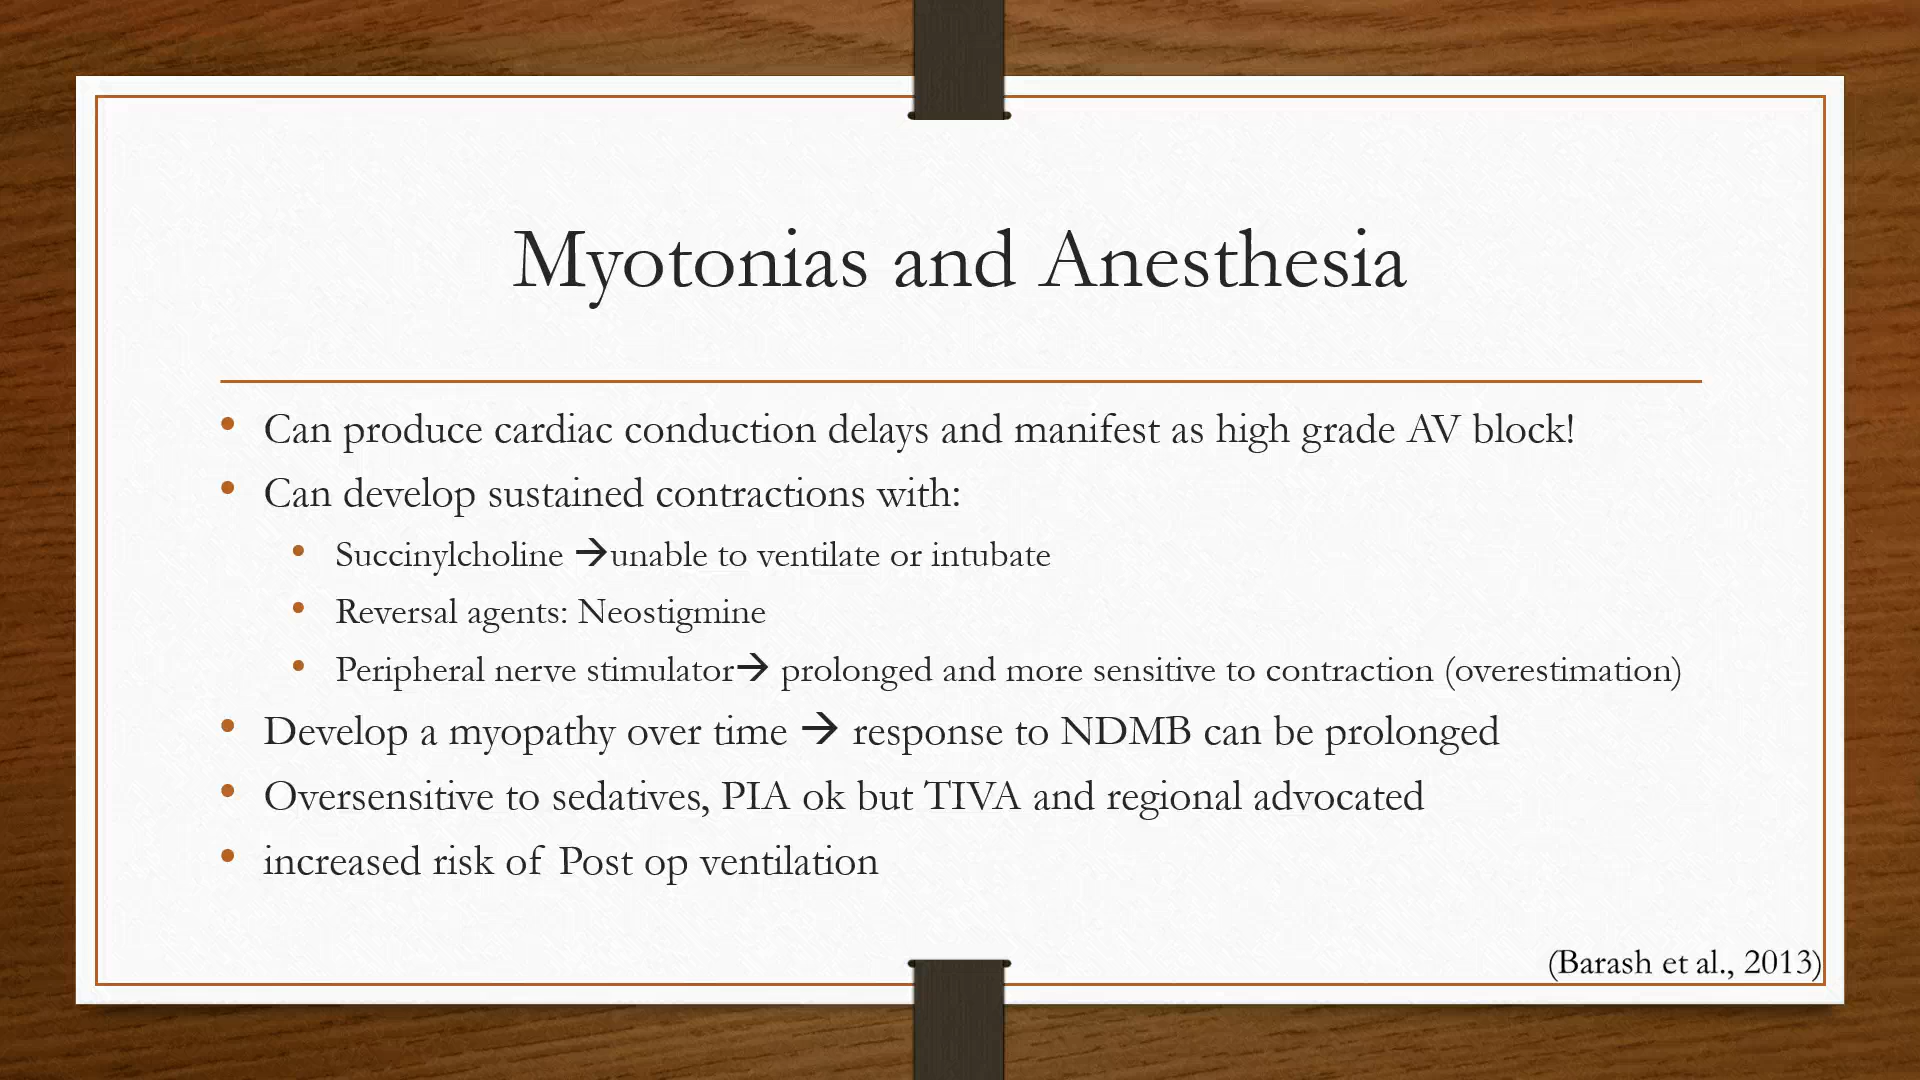 Myotonias and Anesthesia
• Can produce cardiac conduction delays and manifest as high grade AV block!
• Can develop sustained contractions with:
• Succinylcholine →unable to ventilate or intubate
• Reversal agents: Neostigmine
• Peripheral nerve stimulator→ prolonged and more sensitive to contraction (overestimation)
• Develop a myopathy over time → response to NDMB can be prolonged
• Oversensitive to sedatives, PIA ok but TIVA and regional advocated
• increased risk of Post op ventilation
(Barash et al., 2013)